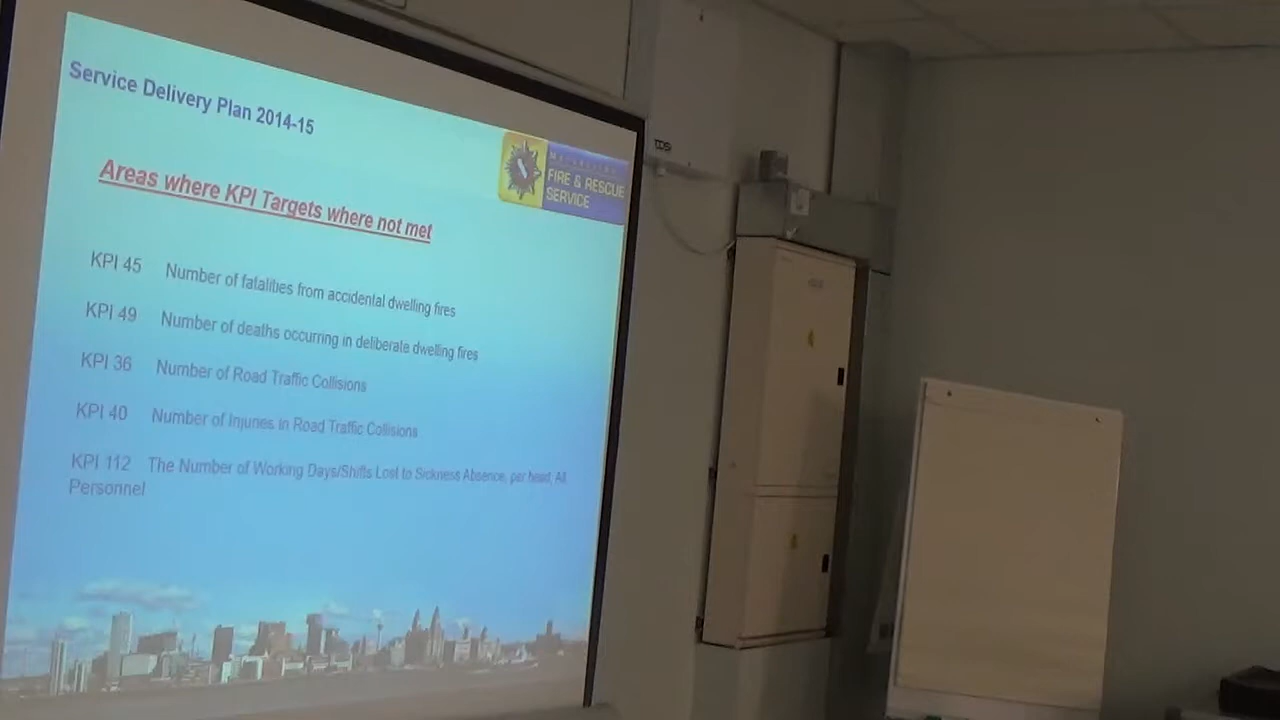 Service Delivery Plan 2014-15
FIRE & RESCUE
SERVICE
Areas where KPI Targets where not met
KPI 45 Number of fatalities from accidental dwelling fires
KPI 49 Number of deaths occurring in deliberate dwelling fires
KPI 36 Number of Road Traffic Collisions
KPI 40 Number of Injuries in Road Traffic Collisions
KPI 112 The Number of Working Days/Shifts Lost to Sickness Absence, per head, All
Personnel